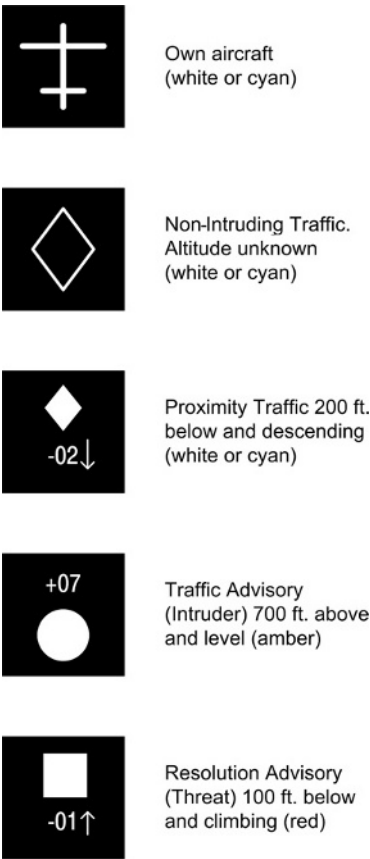 Own aircraft
(white or cyan)
Non-Intruding Traffic.
Altitude unknown
(white or cyan)
-02↓
Proximity Traffic 200 ft.
below and descending
(white or cyan)
+07
Traffic Advisory
(Intruder) 700 ft. above
and level (amber)
-01↑
Resolution Advisory
(Threat) 100 ft. below
and climbing (red)